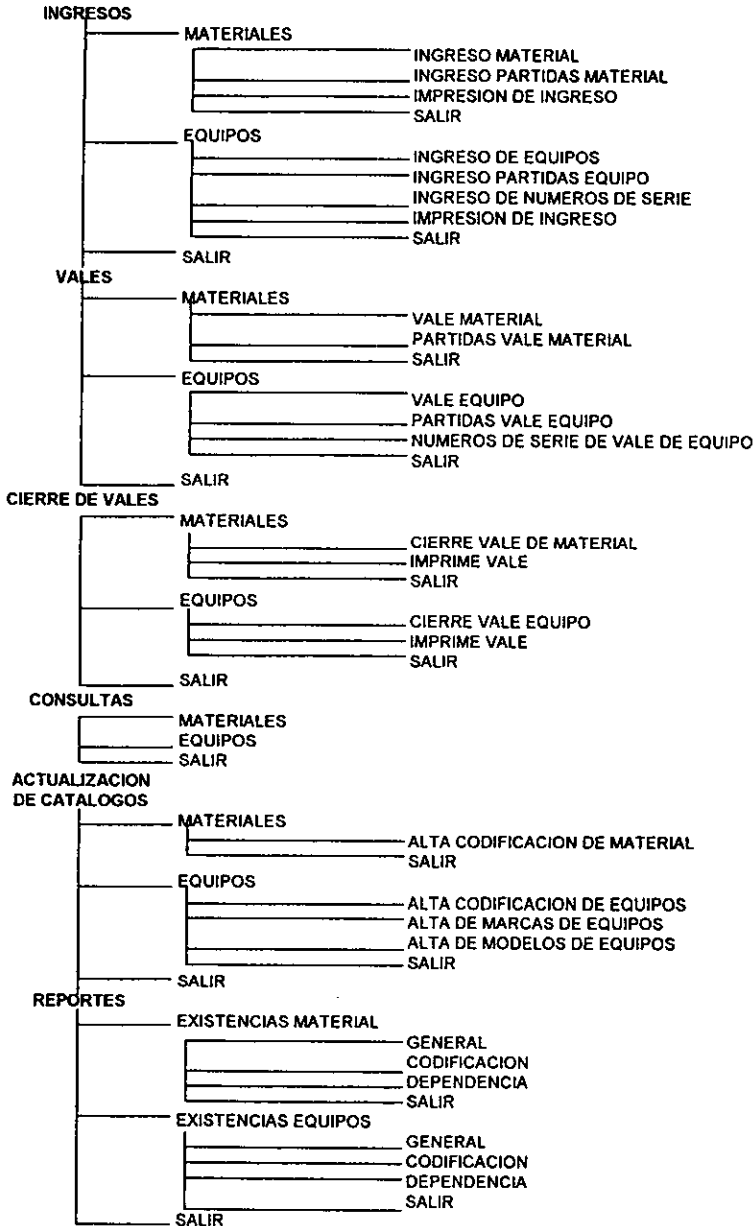 INGRESOS
MATERIALES
INGRESO MATERIAL
INGRESO PARTIDAS MATERIAL
IMPRESION DE INGRESO
SALIR
EQUIPOS
INGRESO DE EQUIPOS
INGRESO PARTIDAS EQUIPO
INGRESO DE NUMEROS DE SERIE
IMPRESION DE INGRESO
SALIR
SALIR
VALES
MATERIALES
VALE MATERIAL
PARTIDAS VALE MATERIAL
SALIR
EQUIPOS
VALE EQUIPO
PARTIDAS VALE EQUIPO
NUMEROS DE SERIE DE VALE DE EQUIPO
SALIR
SALIR
CIERRE DE VALES
MATERIALES
CIERRE VALE DE MATERIAL
IMPRIME VALE
SALIR
EQUIPOS
CIERRE VALE EQUIPO
IMPRIME VALE
SALIR
SALIR
CONSULTAS
MATERIALES
EQUIPOS
SALIR
ACTUALIZACION
DE CATALOGOS
MATERIALES
ALTA CODIFICACION DE MATERIAL
SALIR
EQUIPOS
ALTA CODIFICACION DE EQUIPOS
ALTA DE MARCAS DE EQUIPOS
ALTA DE MODELOS DE EQUIPOS
SALIR
SALIR
REPORTES
EXISTENCIAS MATERIAL
GENERAL
CODIFICACION
DEPENDENCIA
SALIR
EXISTENCIAS EQUIPOS
GENERAL
CODIFICACION
DEPENDENCIA
SALIR
SALIR